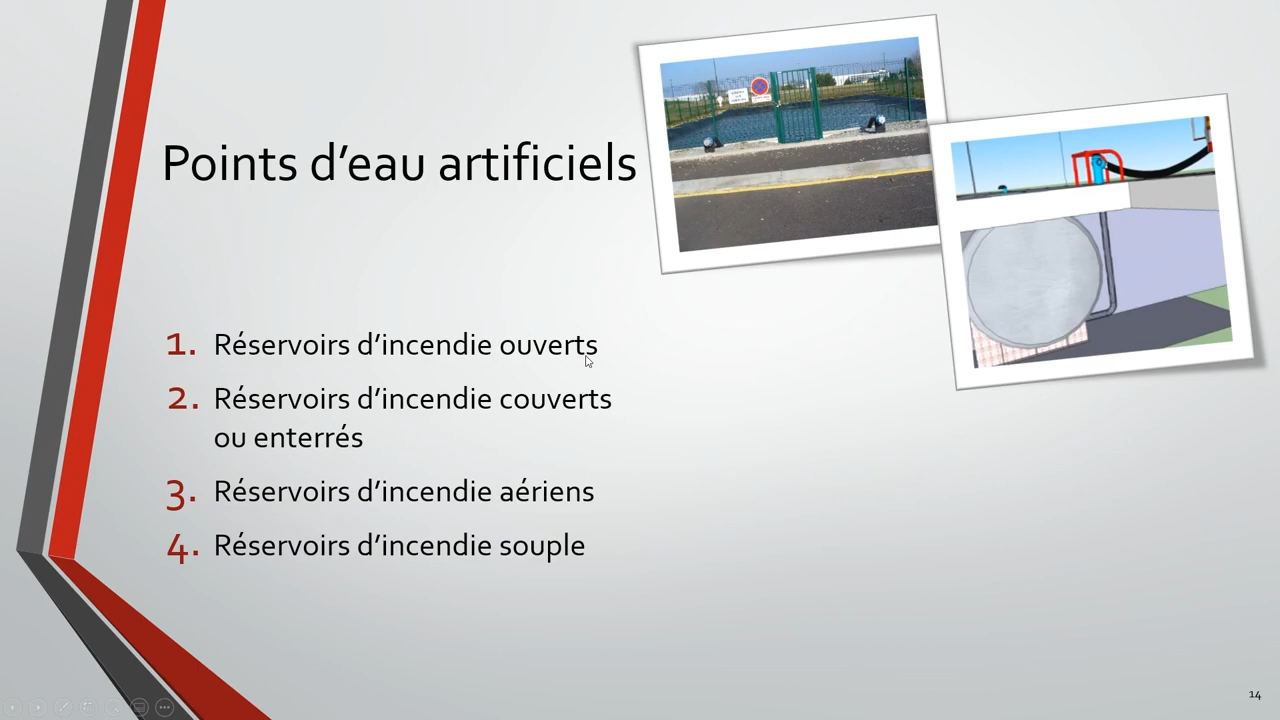 Points d’eau artificiels
1. Réservoirs d’incendie ouverts
2. Réservoirs d’incendie couverts
ou enterrés
3. Réservoirs d’incendie aériens
4. Réservoirs d’incendie souple
14